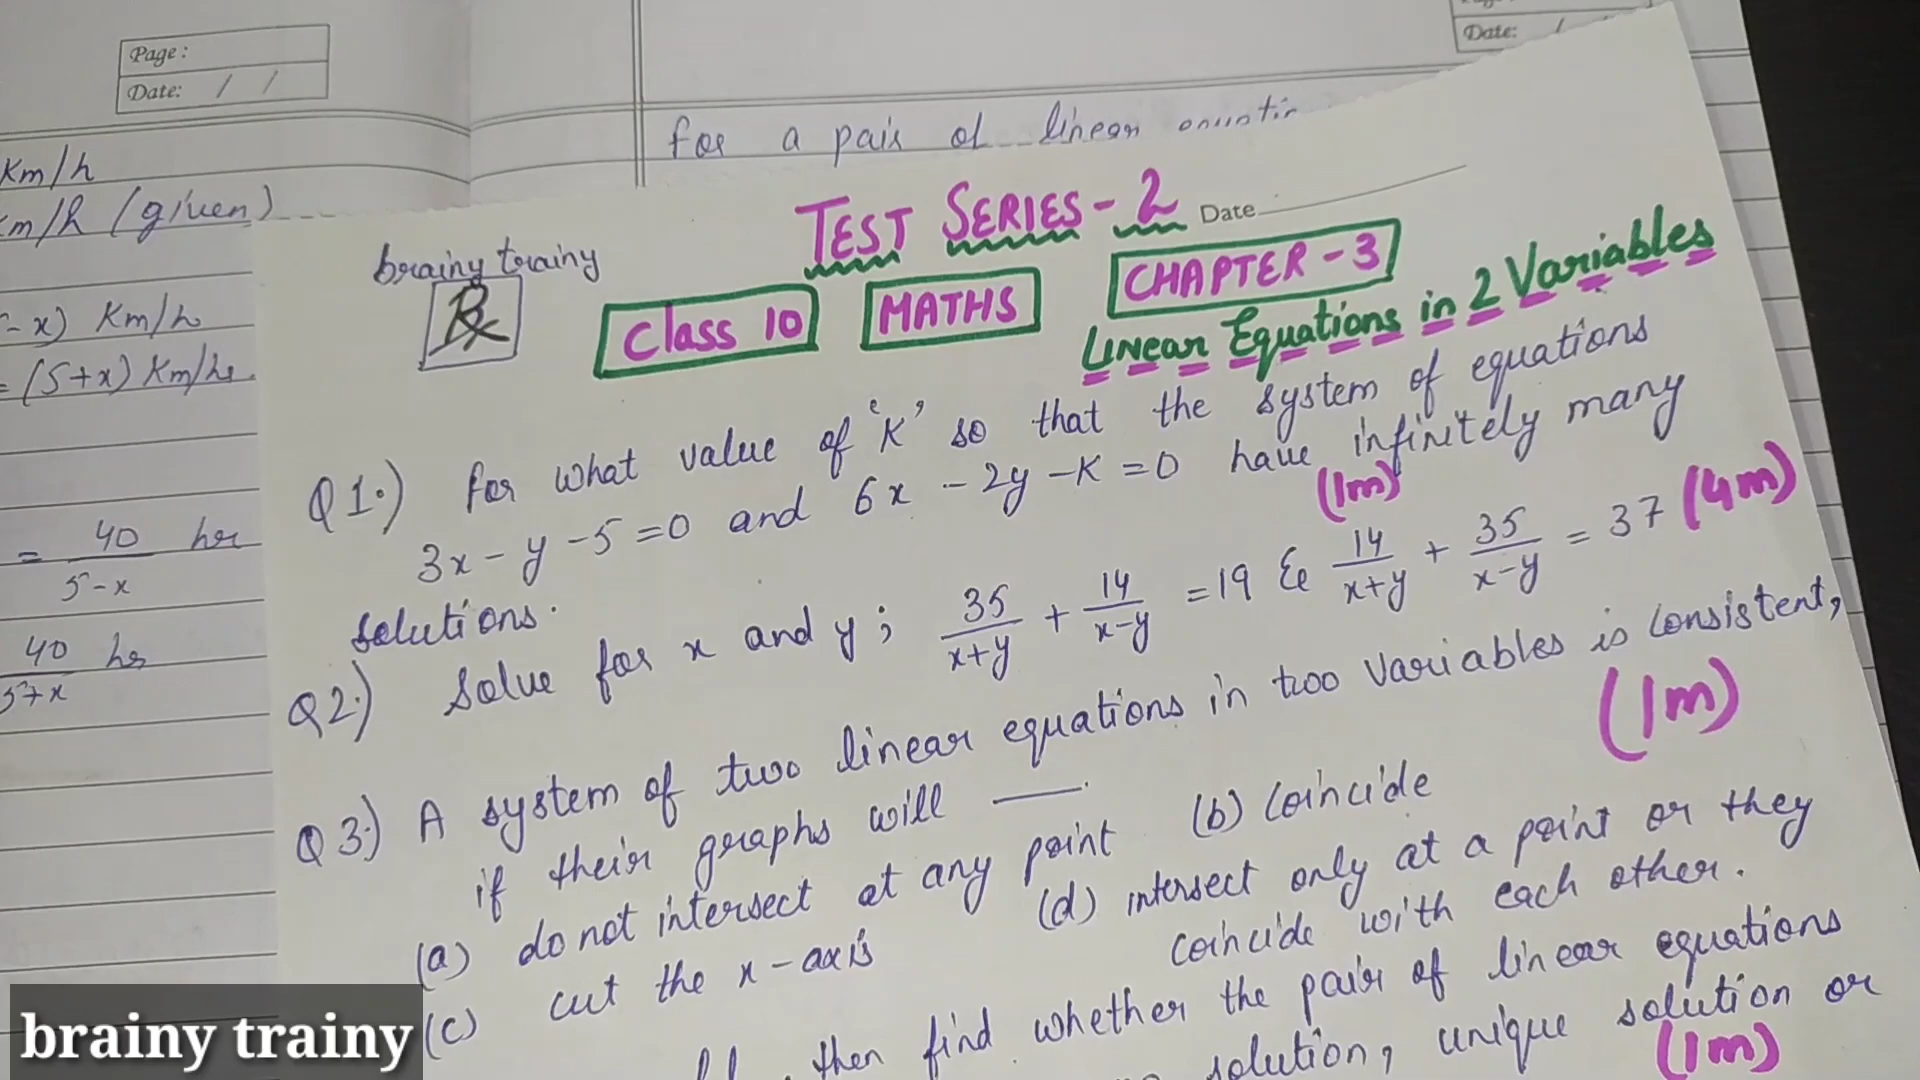 Page:
Date: / /
Date: /
Km/h
m/h (given)
- x) Km/h
= (5+x) Km/hr
= 40/5-x hr
40/5+x hr
for a pair of linear
TEST SERIES - 2 Date
brainy trainy
Class 10 MATHS CHAPTER - 3
Linear Equations in 2 Variables
Q1.) for what value of 'K' so that the system of equations
3x - y - 5 = 0 and 6x - 2y - K = 0 have infinitely many
solutions. (1m)
Q2.) Solve for x and y; 35/x+y + 14/x-y = 19 & 14/x+y + 35/x-y = 37 (4m)
Q3.) A system of two linear equations in two variables is consistent,
if their graphs will ____. (1m)
(a) do not intersect at any point (b) Coincide
(c) cut the x-axis (d) intersect only at a point or they
coincide with each other.
then find whether the pair of linear equations
solution, unique solution or
(1m)
brainy trainy